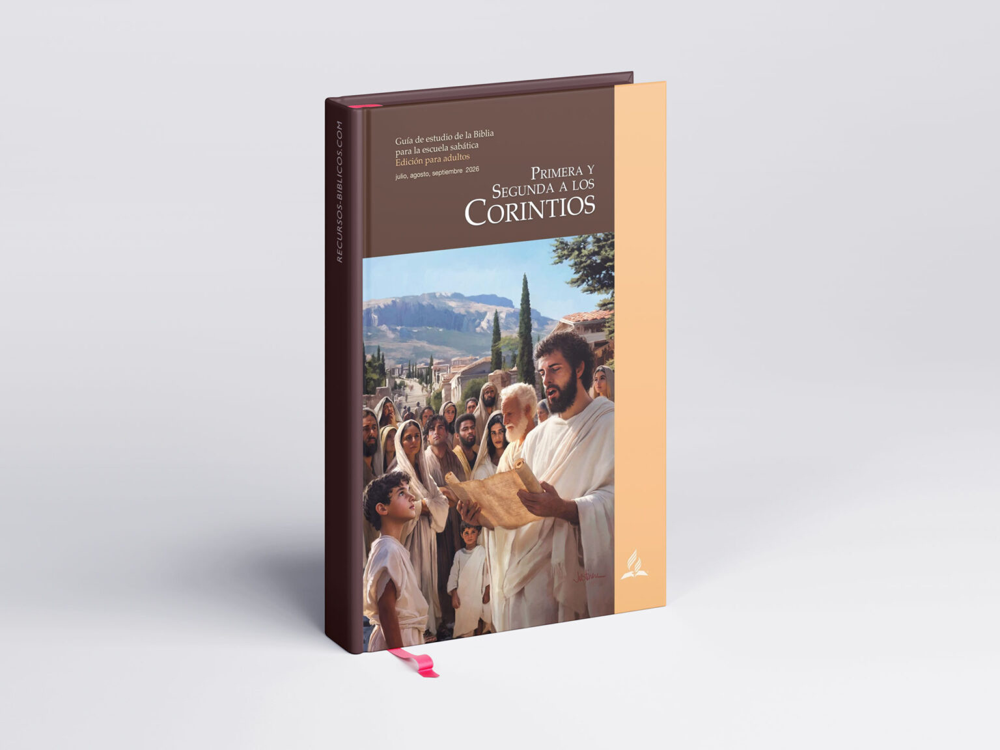 RECURSOS-BIBLICOS.COM
Guía de estudio de la Biblia
para la escuela sabática
Edición para adultos
julio, agosto, septiembre 2026
PRIMERA Y
SEGUNDA A LOS
CORINTIOS